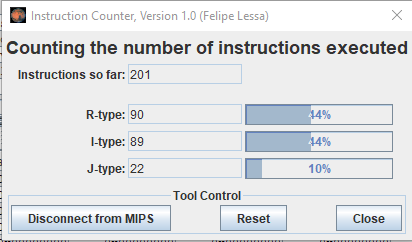 Instruction Counter, Version 1.0 (Felipe Lessa)
Counting the number of instructions executed
Instructions so far: 201
R-type: 90 44%
I-type: 89 44%
J-type: 22 10%
Tool Control
Disconnect from MIPS Reset Close